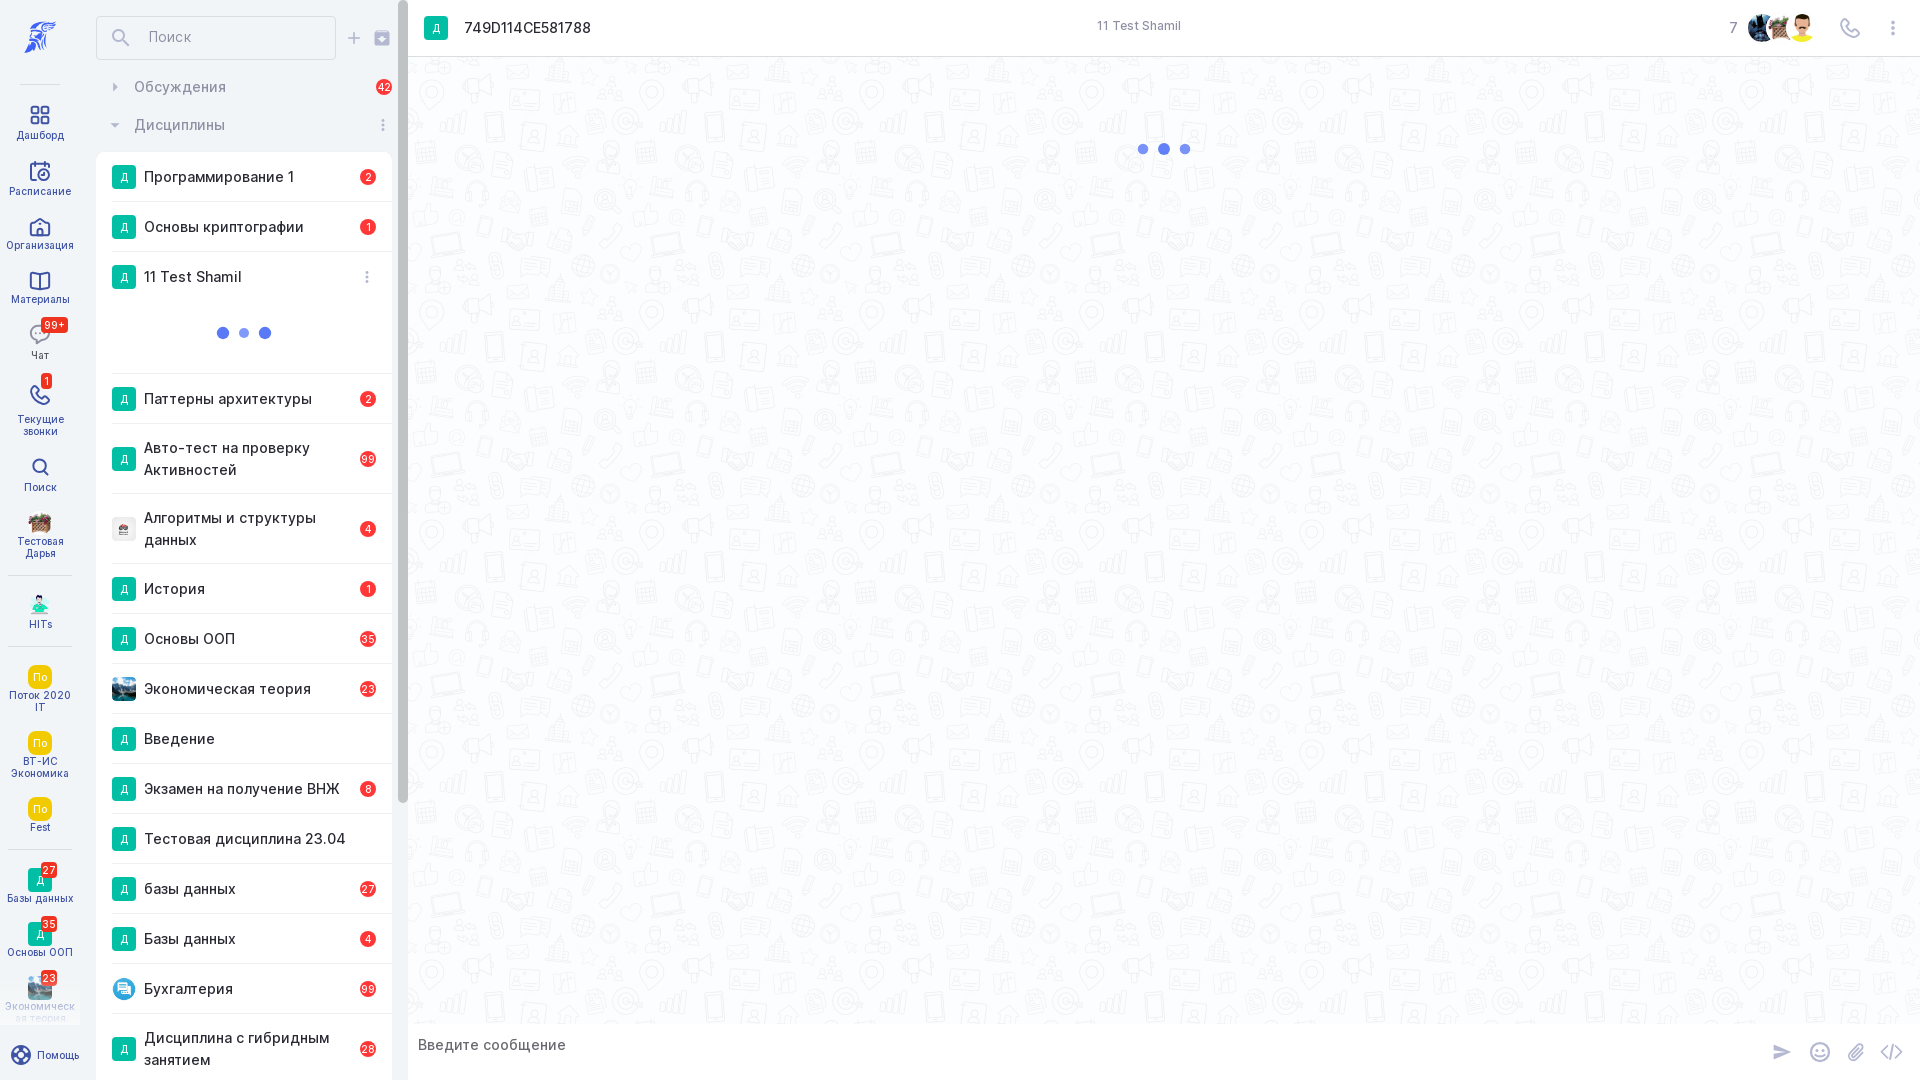 Дашборд
Расписание
Организация
Материалы
99+
Чат
1
Текущие
звонки
Поиск
Тестовая
Дарья
HITs
По
Поток 2020
IT
По
ВТ-ИС
Экономика
По
Fest
27
Д
Базы данных
35
Д
Основы ООП
23
Экономическ
ая теория
Помощь
Поиск
Обсуждения
42
Дисциплины
Д
Программирование 1
2
Д
Основы криптографии
1
Д
11 Test Shamil
Д
Паттерны архитектуры
2
Д
Авто-тест на проверку
Активностей
99
Алгоритмы и структуры
данных
4
Д
История
1
Д
Основы ООП
35
Экономическая теория
23
Д
Введение
Д
Экзамен на получение ВНЖ
8
Д
Тестовая дисциплина 23.04
Д
базы данных
27
Д
Базы данных
4
Бухгалтерия
99
Д
Дисциплина с гибридным
занятием
28
Д
749D114CE581788
11 Test Shamil
7
Введите сообщение